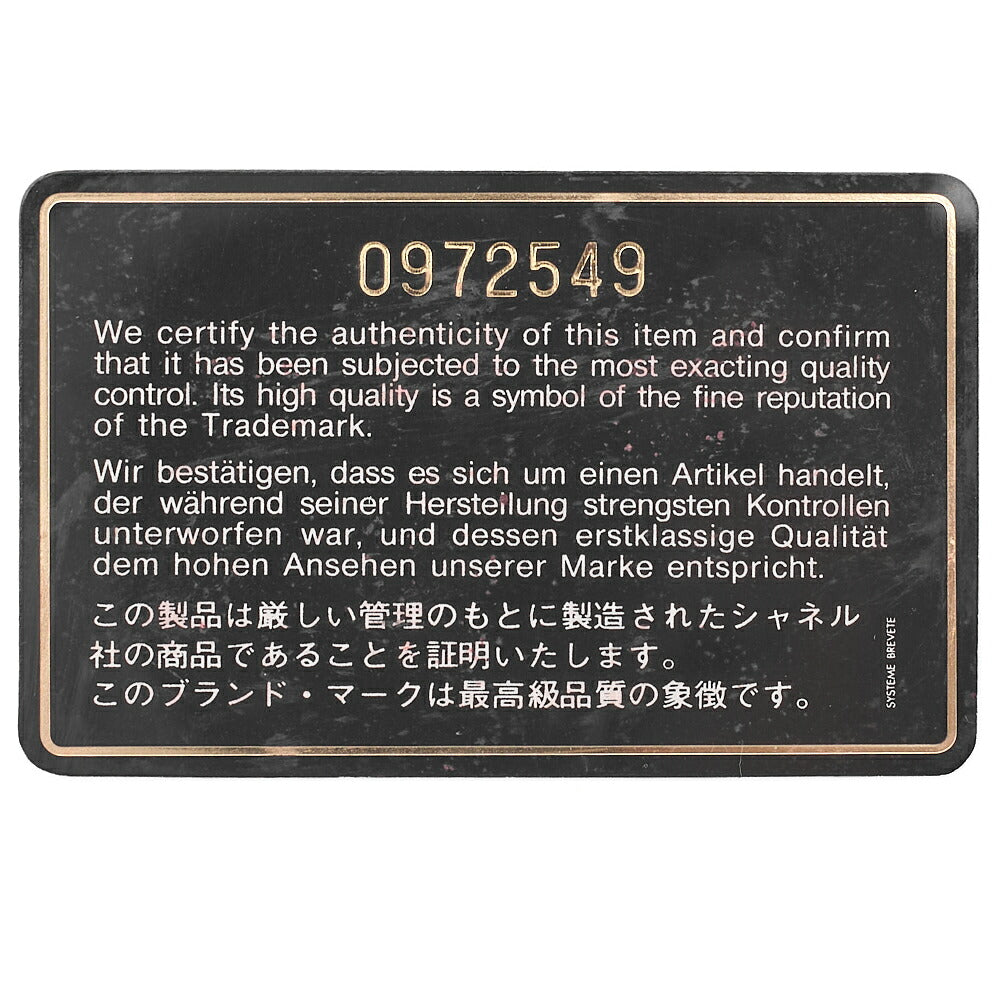 0972549
We certify the authenticity of this item and confirm
that it has been subjected to the most exacting quality
control. Its high quality is a symbol of the fine reputation
of the Trademark.
Wir bestätigen, dass es sich um einen Artikel handelt,
der während seiner Herstellung strengsten Kontrollen
unterworfen war, und dessen erstklassige Qualität
dem hohen Ansehen unserer Marke entspricht.
この製品は厳しい管理のもとに製造されたシャネル
社の商品であることを証明いたします。
このブランド・マークは最高級品質の象徴です。
SYSTEME BREVETE